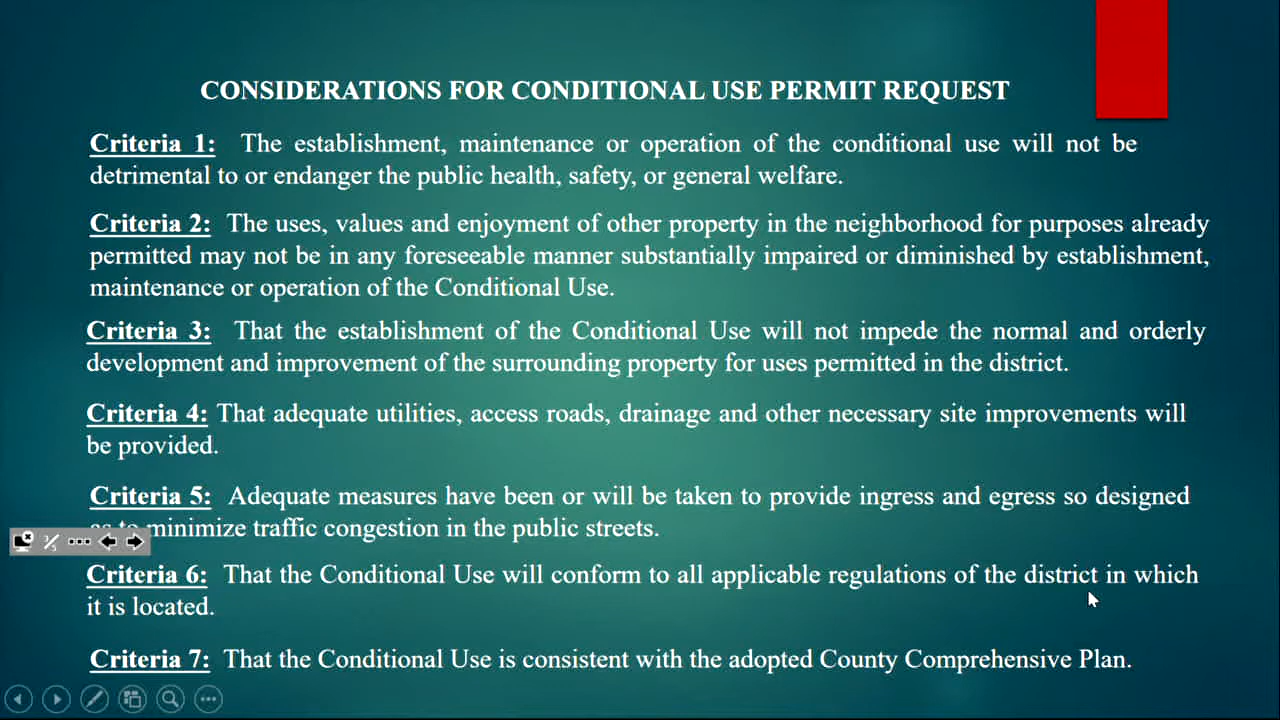 CONSIDERATIONS FOR CONDITIONAL USE PERMIT REQUEST
Criteria 1: The establishment, maintenance or operation of the conditional use will not be
detrimental to or endanger the public health, safety, or general welfare.
Criteria 2: The uses, values and enjoyment of other property in the neighborhood for purposes already
permitted may not be in any foreseeable manner substantially impaired or diminished by establishment,
maintenance or operation of the Conditional Use.
Criteria 3: That the establishment of the Conditional Use will not impede the normal and orderly
development and improvement of the surrounding property for uses permitted in the district.
Criteria 4: That adequate utilities, access roads, drainage and other necessary site improvements will
be provided.
Criteria 5: Adequate measures have been or will be taken to provide ingress and egress so designed
as to minimize traffic congestion in the public streets.
Criteria 6: That the Conditional Use will conform to all applicable regulations of the district in which
it is located.
Criteria 7: That the Conditional Use is consistent with the adopted County Comprehensive Plan.